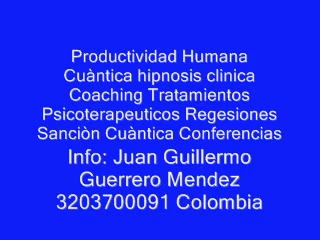 Productividad Humana
Cuàntica hipnosis clinica
Coaching Tratamientos
Psicoterapeuticos Regesiones
Sanciòn Cuàntica Conferencias
Info: Juan Guillermo
Guerrero Mendez
3203700091 Colombia